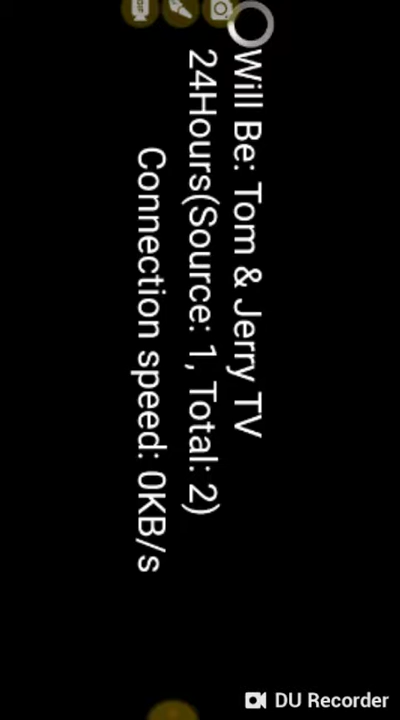 Will Be: Tom & Jerry TV
24Hours(Source: 1, Total: 2)
Connection speed: 0KB/s
DU Recorder